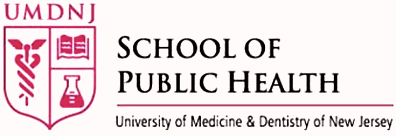 UMDNJ
SCHOOL OF
PUBLIC HEALTH
University of Medicine & Dentistry of New Jersey